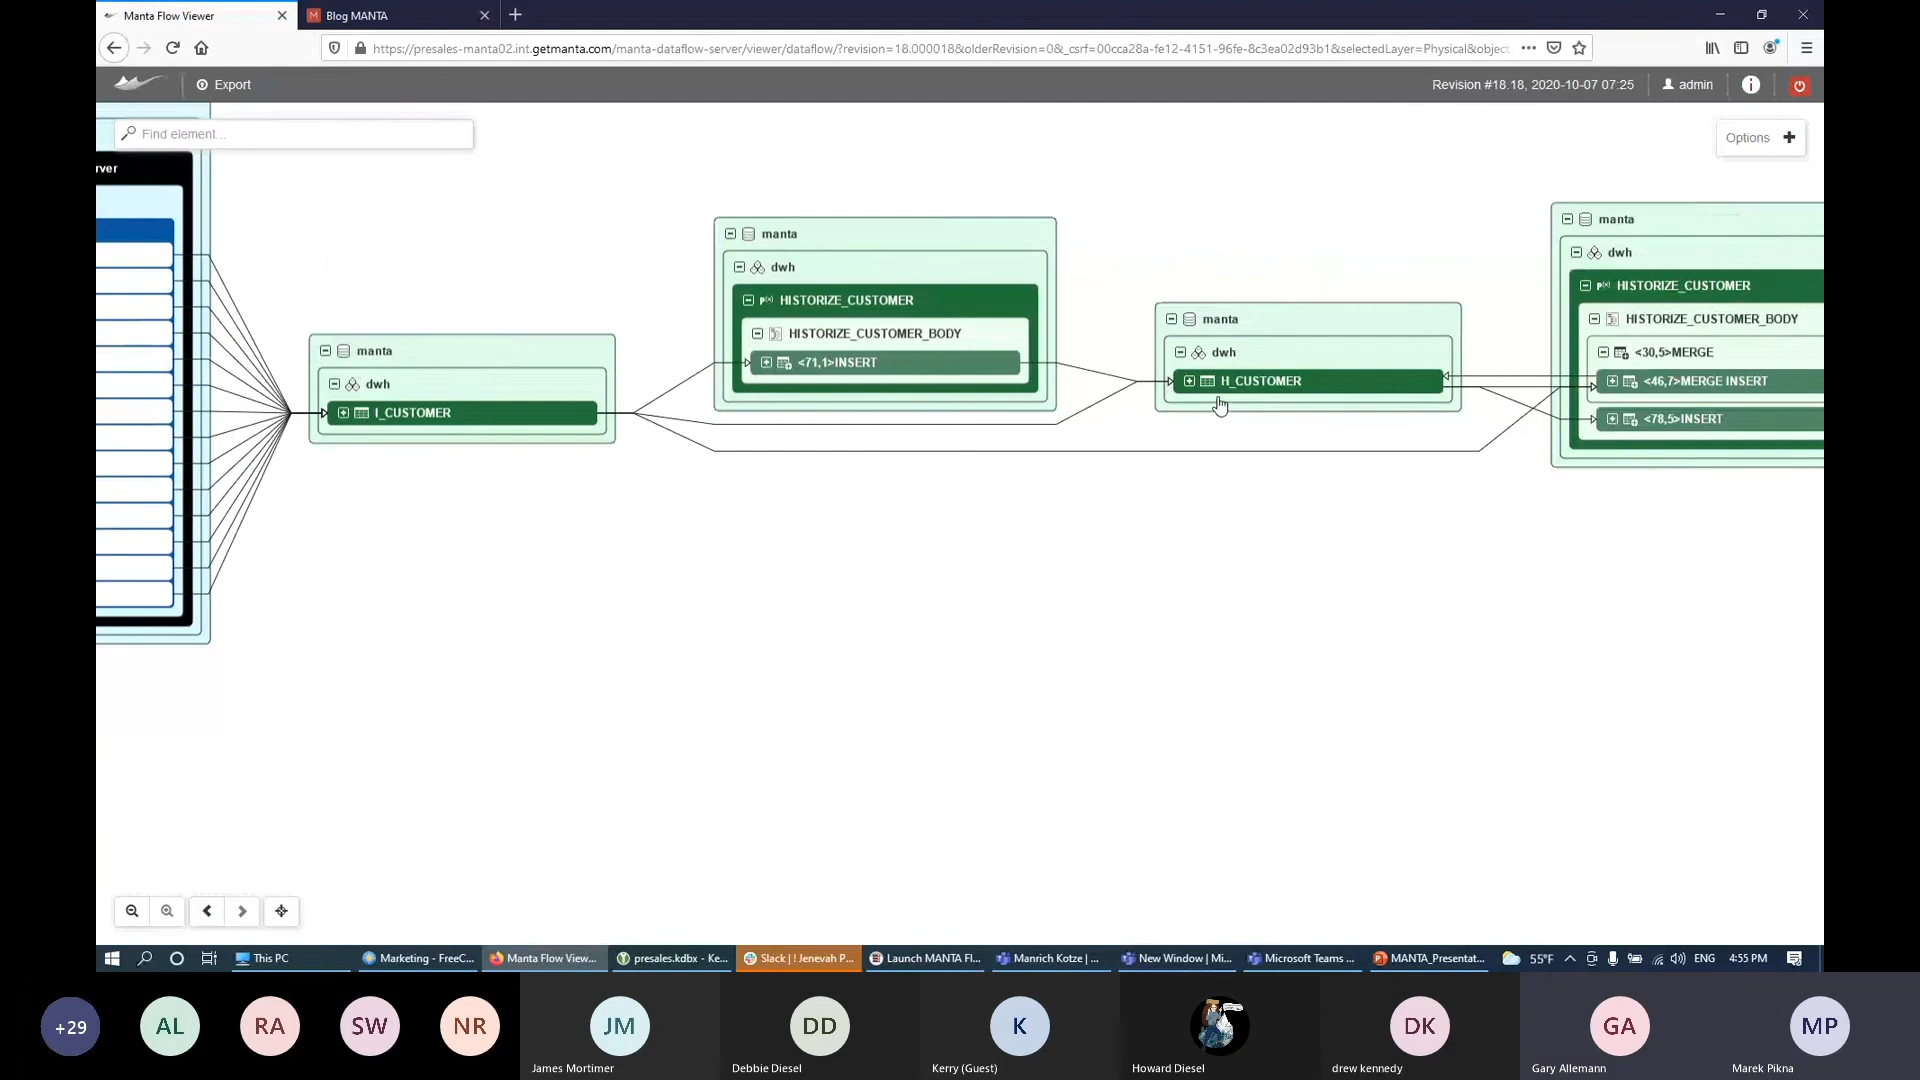 Manta Flow Viewer
Blog MANTA
https://presales-manta02.int.getmanta.com/manta-dataflow-server/viewer/dataflow/?revision=18.000018&olderRevision=0&_csrf=00cca28a-fe12-4151-96fe-8c3ea02d93b1&selectedLayer=Physical&object
Export
Revision #18.18, 2020-10-07 07:25
admin
Find element...
Options
rver
manta
dwh
HISTORIZE_CUSTOMER
HISTORIZE_CUSTOMER_BODY
<71,1>INSERT
manta
dwh
I_CUSTOMER
manta
dwh
H_CUSTOMER
manta
dwh
HISTORIZE_CUSTOMER
HISTORIZE_CUSTOMER_BODY
<30,5>MERGE
<46,7>MERGE INSERT
<78,5>INSERT
This PC
Marketing - FreeC...
Manta Flow View...
presales.kdbx - Ke...
Slack | ! Jenevah P...
Launch MANTA Fl...
Manrich Kotze | ...
New Window | Mi...
Microsoft Teams ...
MANTA_Presentat...
55°F
ENG
4:55 PM
+29
AL
RA
SW
NR
JM
James Mortimer
DD
Debbie Diesel
K
Kerry (Guest)
Howard Diesel
DK
drew kennedy
GA
Gary Allemann
MP
Marek Pikna